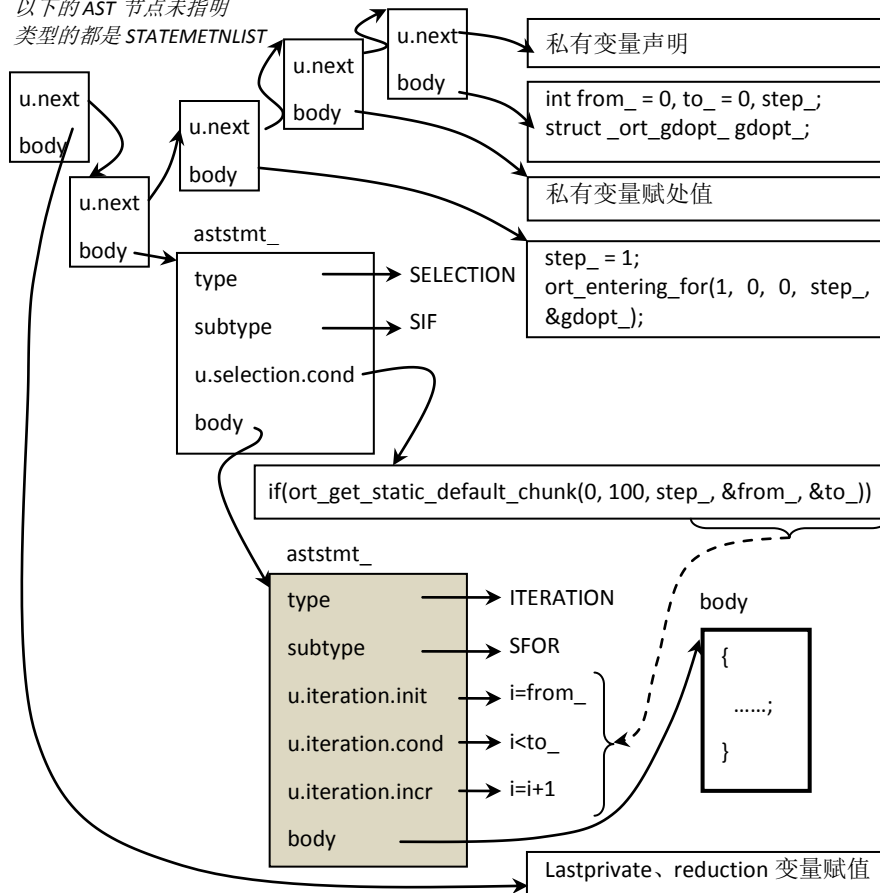 以下的 AST 节点未指明
类型的都是 STATEMETNLIST
u.next
body
u.next
body
u.next
body
u.next
body
u.next
body
私有变量声明
int from_ = 0, to_ = 0, step_;
struct _ort_gdopt_ gdopt_;
私有变量赋处值
step_ = 1;
ort_entering_for(1, 0, 0, step_,
&gdopt_);
aststmt_
type
SELECTION
subtype
SIF
u.selection.cond
body
if(ort_get_static_default_chunk(0, 100, step_, &from_, &to_))
aststmt_
type
ITERATION
subtype
SFOR
u.iteration.init
i=from_
u.iteration.cond
i<to_
u.iteration.incr
i=i+1
body
body
{
……;
}
Lastprivate、reduction 变量赋值